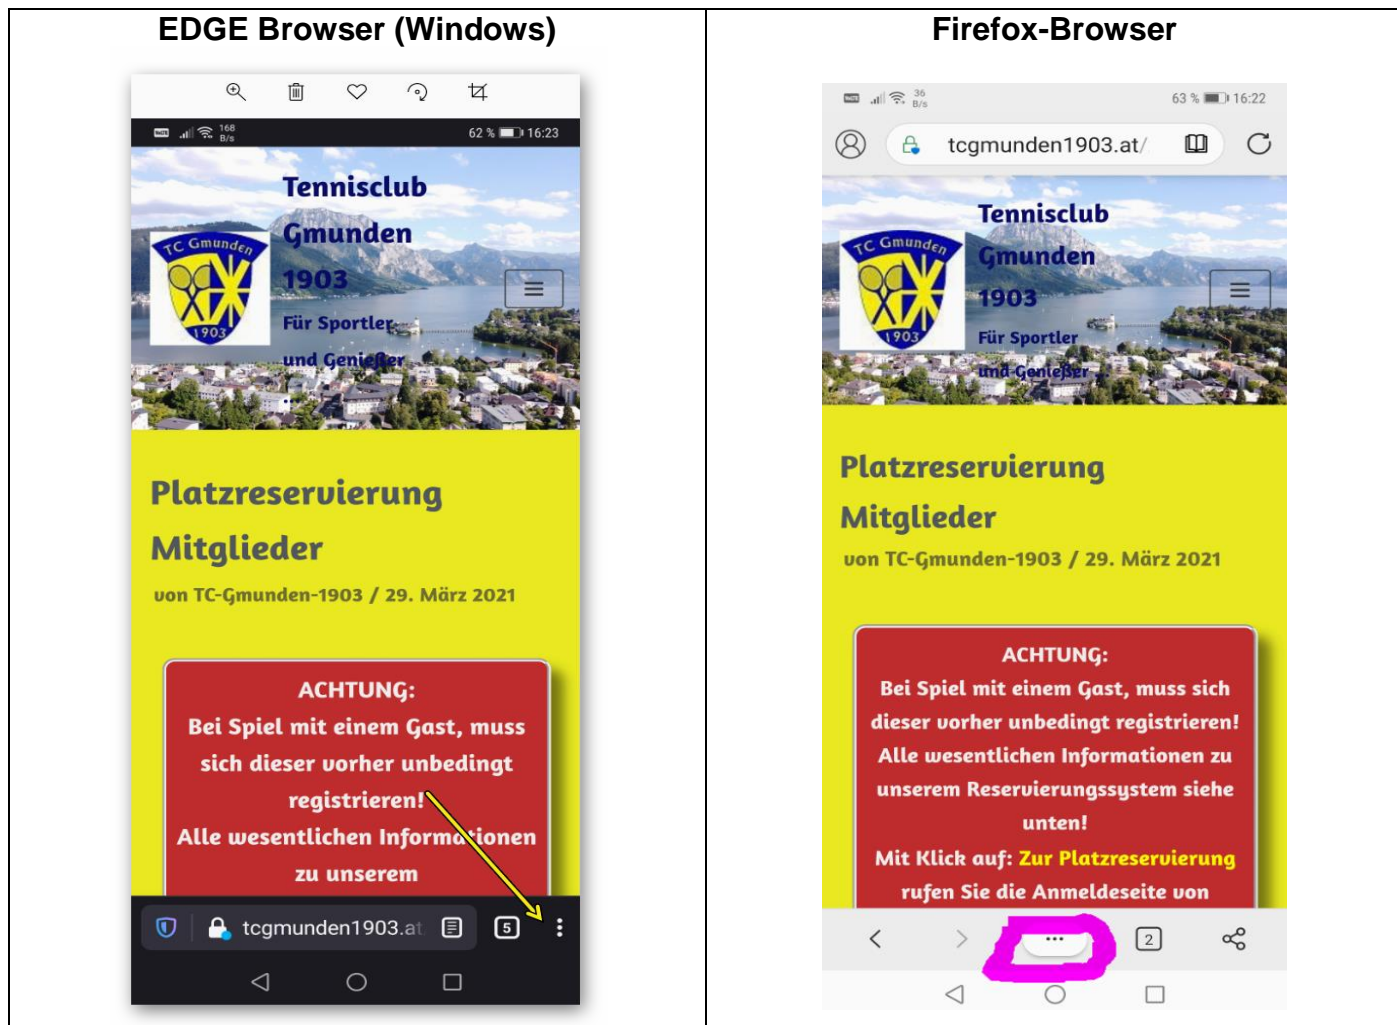 EDGE Browser (Windows)
168
B/s
62 % 16:23
Tennisclub
Gmunden
1903
Für Sportler
und Genießer
...
TC Gmunden
1903
Platzreservierung
Mitglieder
von TC-Gmunden-1903 / 29. März 2021
ACHTUNG:
Bei Spiel mit einem Gast, muss
sich dieser vorher unbedingt
registrieren!
Alle wesentlichen Informationen
zu unserem
tcgmunden1903.at
5
Firefox-Browser
36
B/s
63 % 16:22
tcgmunden1903.at/
Tennisclub
Gmunden
1903
Für Sportler
und Genießer ...
TC Gmunden
1903
Platzreservierung
Mitglieder
von TC-Gmunden-1903 / 29. März 2021
ACHTUNG:
Bei Spiel mit einem Gast, muss sich
dieser vorher unbedingt registrieren!
Alle wesentlichen Informationen zu
unserem Reservierungssystem siehe
unten!
Mit Klick auf: Zur Platzreservierung
rufen Sie die Anmeldeseite von
2